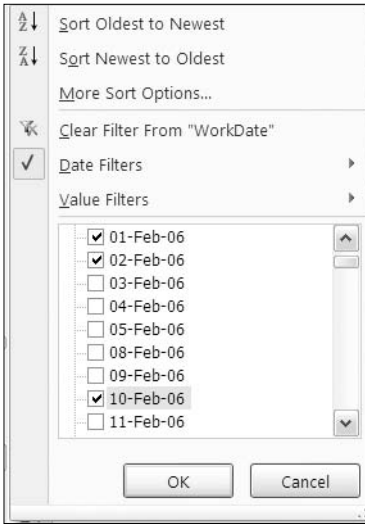 Sort Oldest to Newest
Sort Newest to Oldest
More Sort Options...
Clear Filter From "WorkDate"
Date Filters
Value Filters
01-Feb-06
02-Feb-06
03-Feb-06
04-Feb-06
05-Feb-06
08-Feb-06
09-Feb-06
10-Feb-06
11-Feb-06
OK Cancel